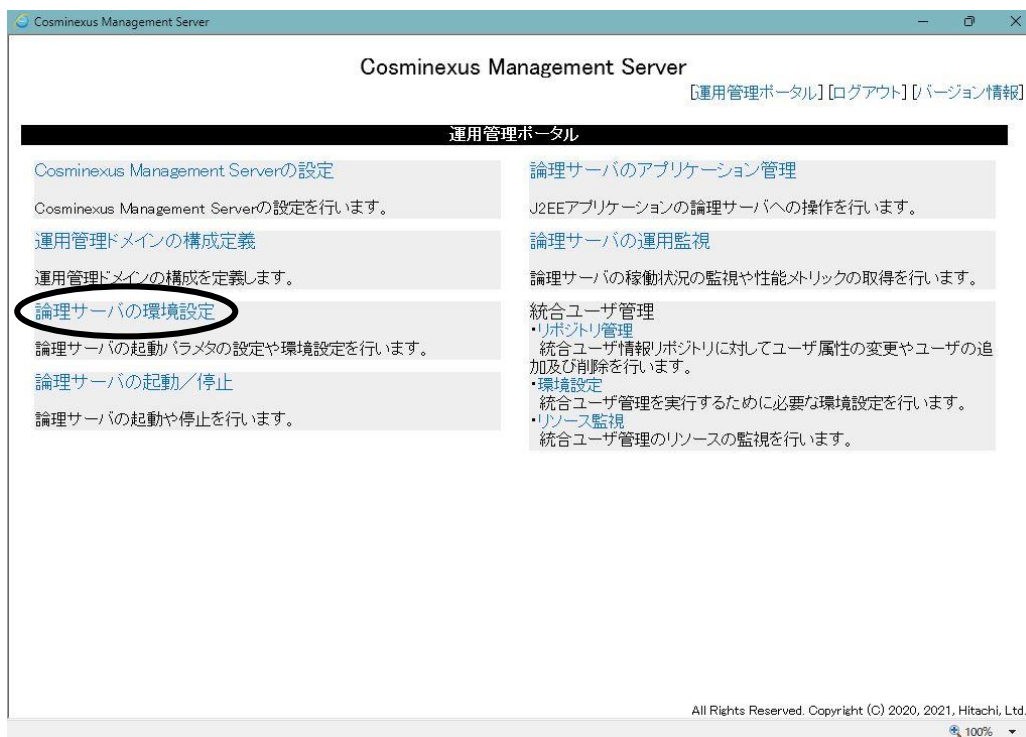 Cosminexus Management Server
Cosminexus Management Server
[運用管理ポータル] [ログアウト] [バージョン情報]
運用管理ポータル
Cosminexus Management Serverの設定
Cosminexus Management Serverの設定を行います。
運用管理ドメインの構成定義
運用管理ドメインの構成を定義します。
論理サーバの環境設定
論理サーバの起動パラメタの設定や環境設定を行います。
論理サーバの起動/停止
論理サーバの起動や停止を行います。
論理サーバのアプリケーション管理
J2EEアプリケーションの論理サーバへの操作を行います。
論理サーバの運用監視
論理サーバの稼働状況の監視や性能メトリックの取得を行います。
統合ユーザ管理
・リポジトリ管理
統合ユーザ情報リポジトリに対してユーザ属性の変更やユーザの追
加及び削除を行います。
・環境設定
統合ユーザ管理を実行するために必要な環境設定を行います。
・リソース監視
統合ユーザ管理のリソースの監視を行います。
All Rights Reserved. Copyright (C) 2020, 2021, Hitachi, Ltd.
100%